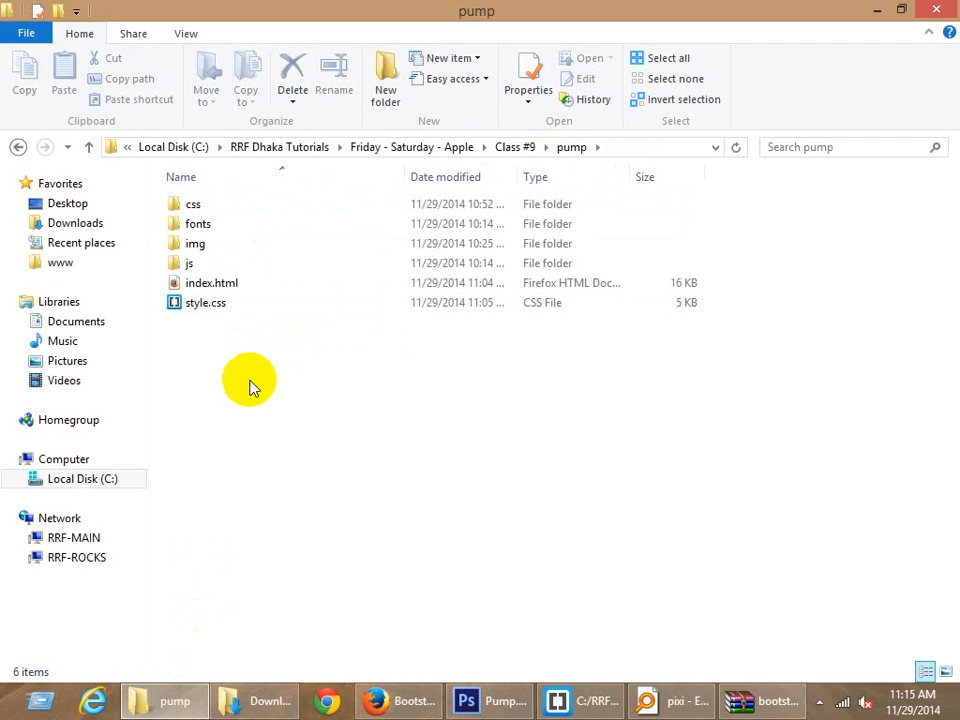 pump
File Home Share View
Copy Paste Cut Copy path Paste shortcut Clipboard
Move to Copy to Delete Rename Organize
New folder New item Easy access New
Properties Open Edit History Open
Select all Select none Invert selection Select
« Local Disk (C:) RRF Dhaka Tutorials Friday - Saturday - Apple Class #9 pump Search pump
Name Date modified Type Size
css 11/29/2014 10:52 ... File folder
fonts 11/29/2014 10:14 ... File folder
img 11/29/2014 10:25 ... File folder
js 11/29/2014 10:14 ... File folder
index.html 11/29/2014 11:04 ... Firefox HTML Doc... 16 KB
style.css 11/29/2014 11:05 ... CSS File 5 KB
Favorites
Desktop
Downloads
Recent places
www
Libraries
Documents
Music
Pictures
Videos
Homegroup
Computer
Local Disk (C:)
Network
RRF-MAIN
RRF-ROCKS
6 items
pump Downl... Bootst... Ps Pump.... C:/RRF... pixi - E... bootst... 11:15 AM
11/29/2014